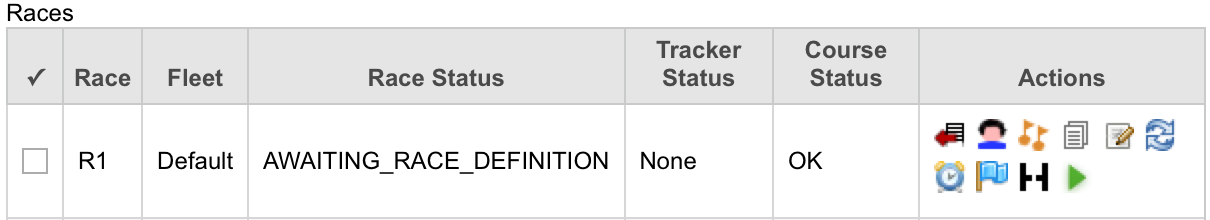 Races
✓ Race Fleet Race Status Tracker Status Course Status Actions
R1 Default AWAITING_RACE_DEFINITION None OK